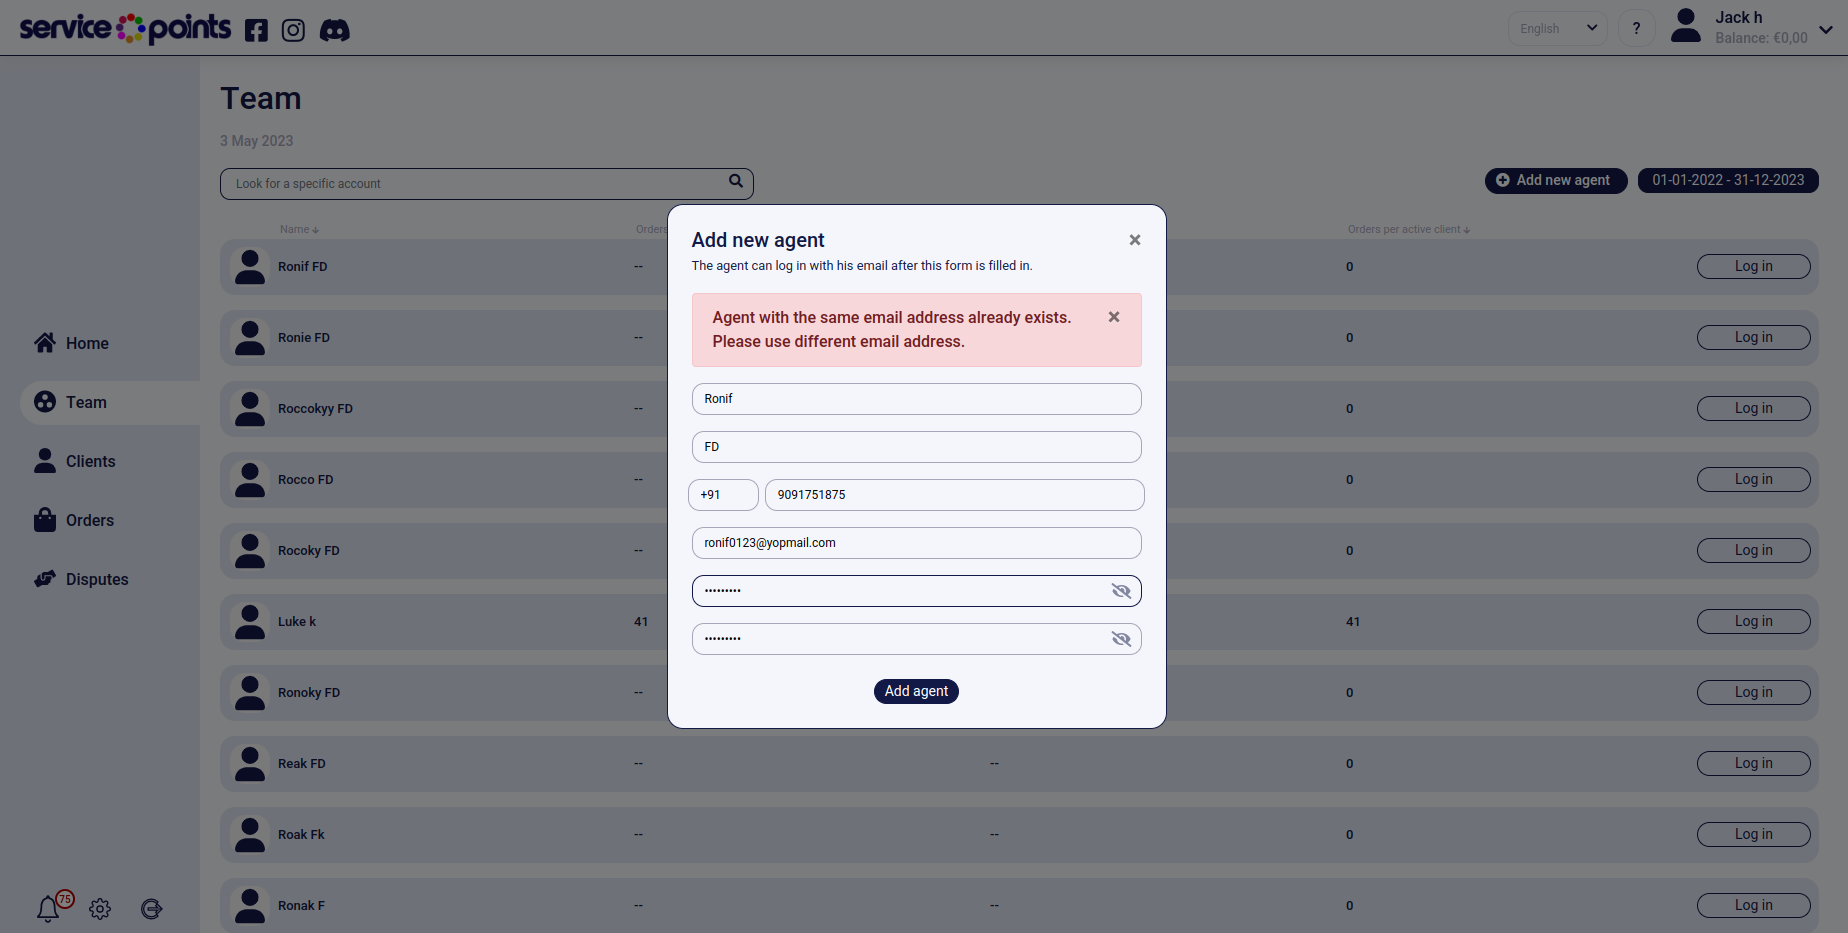 service points
English
?
Jack h
Balance: €0,00
Team
3 May 2023
Look for a specific account
Add new agent
01-01-2022 - 31-12-2023
Name
Orders
Orders per active client
Home
Team
Clients
Orders
Disputes
75
Ronif FD -- 0 Log in
Ronie FD -- 0 Log in
Roccokyy FD -- 0 Log in
Rocco FD -- 0 Log in
Rocoky FD -- 0 Log in
Luke k 41 41 Log in
Ronoky FD -- 0 Log in
Reak FD -- -- 0 Log in
Roak Fk -- -- 0 Log in
Ronak F -- -- 0 Log in
Add new agent
×
The agent can log in with his email after this form is filled in.
Agent with the same email address already exists. ×
Please use different email address.
Ronif
FD
+91 9091751875
ronif0123@yopmail.com
•••••••••
•••••••••
Add agent